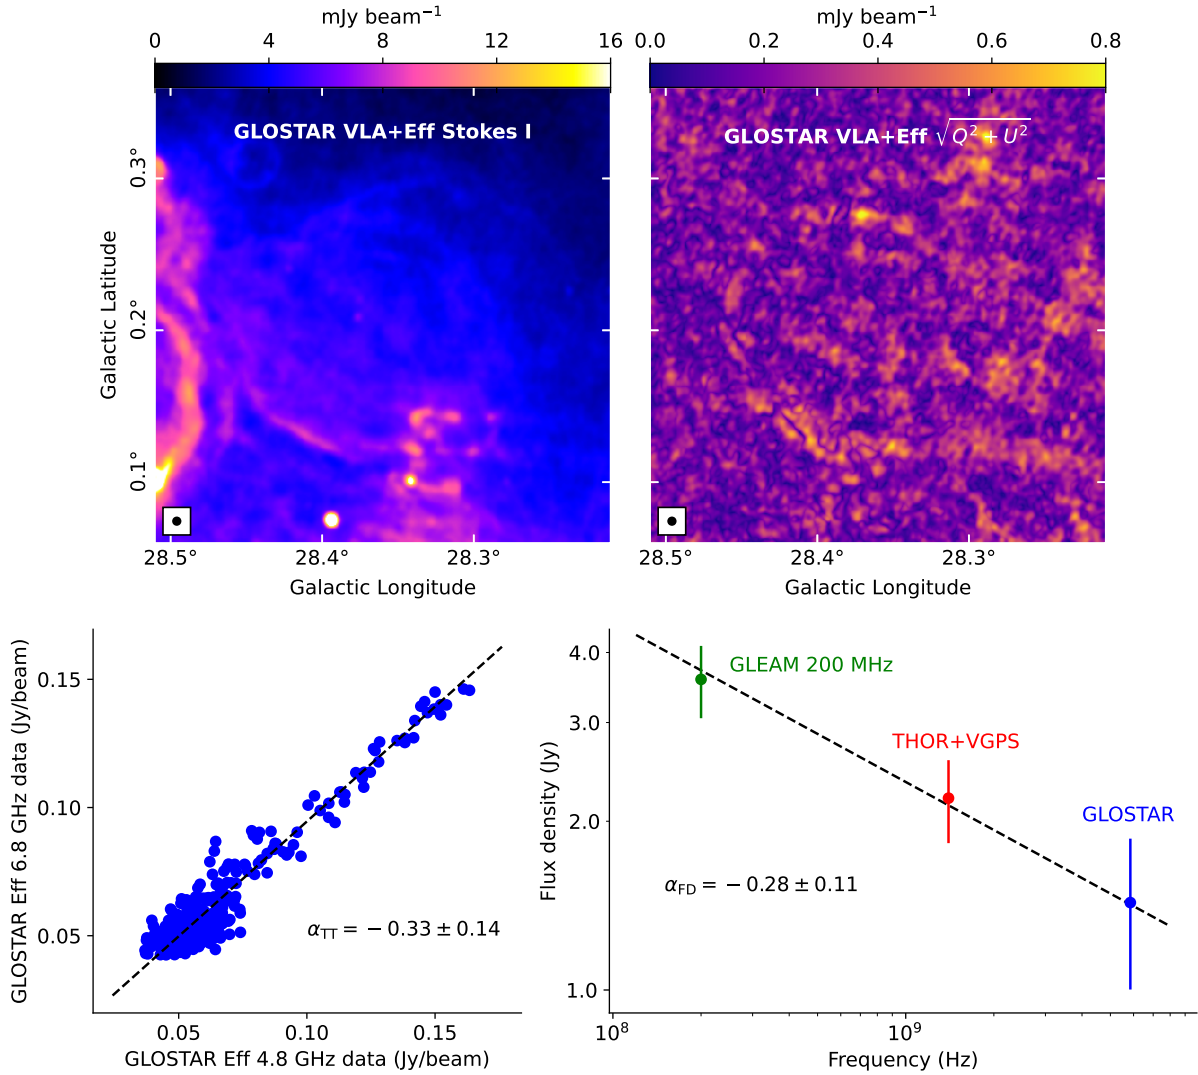 mJy beam⁻¹
0 4 8 12 16
GLOSTAR VLA+Eff Stokes I
0.3°
0.2°
0.1°
Galactic Latitude
28.5° 28.4° 28.3°
Galactic Longitude
mJy beam⁻¹
0.0 0.2 0.4 0.6 0.8
GLOSTAR VLA+Eff √Q² + U²
28.5° 28.4° 28.3°
Galactic Longitude
GLOSTAR Eff 6.8 GHz data (Jy/beam)
0.15
0.10
0.05
α_TT = −0.33 ± 0.14
0.05 0.10 0.15
GLOSTAR Eff 4.8 GHz data (Jy/beam)
Flux density (Jy)
4.0
3.0
2.0
1.0
GLEAM 200 MHz
THOR+VGPS
GLOSTAR
α_FD = −0.28 ± 0.11
10⁸ 10⁹
Frequency (Hz)